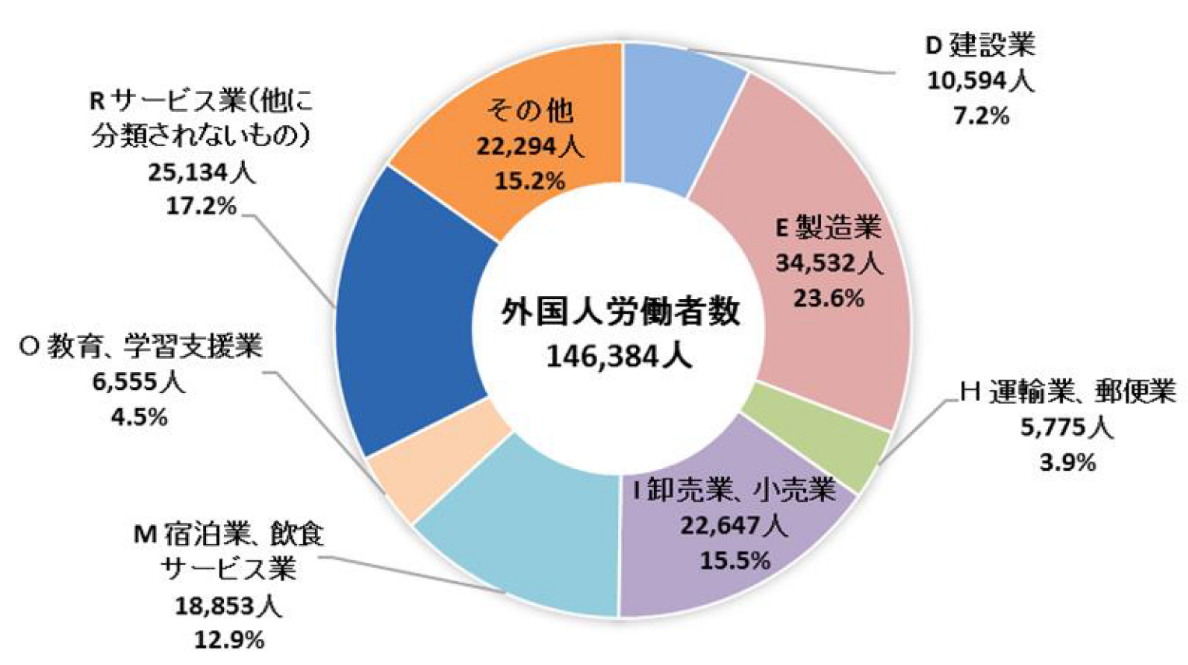 D 建設業
10,594人
7.2%
E 製造業
34,532人
23.6%
H 運輸業、郵便業
5,775人
3.9%
I 卸売業、小売業
22,647人
15.5%
M 宿泊業、飲食
サービス業
18,853人
12.9%
O 教育、学習支援業
6,555人
4.5%
R サービス業(他に
分類されないもの)
25,134人
17.2%
その他
22,294人
15.2%
外国人労働者数
146,384人